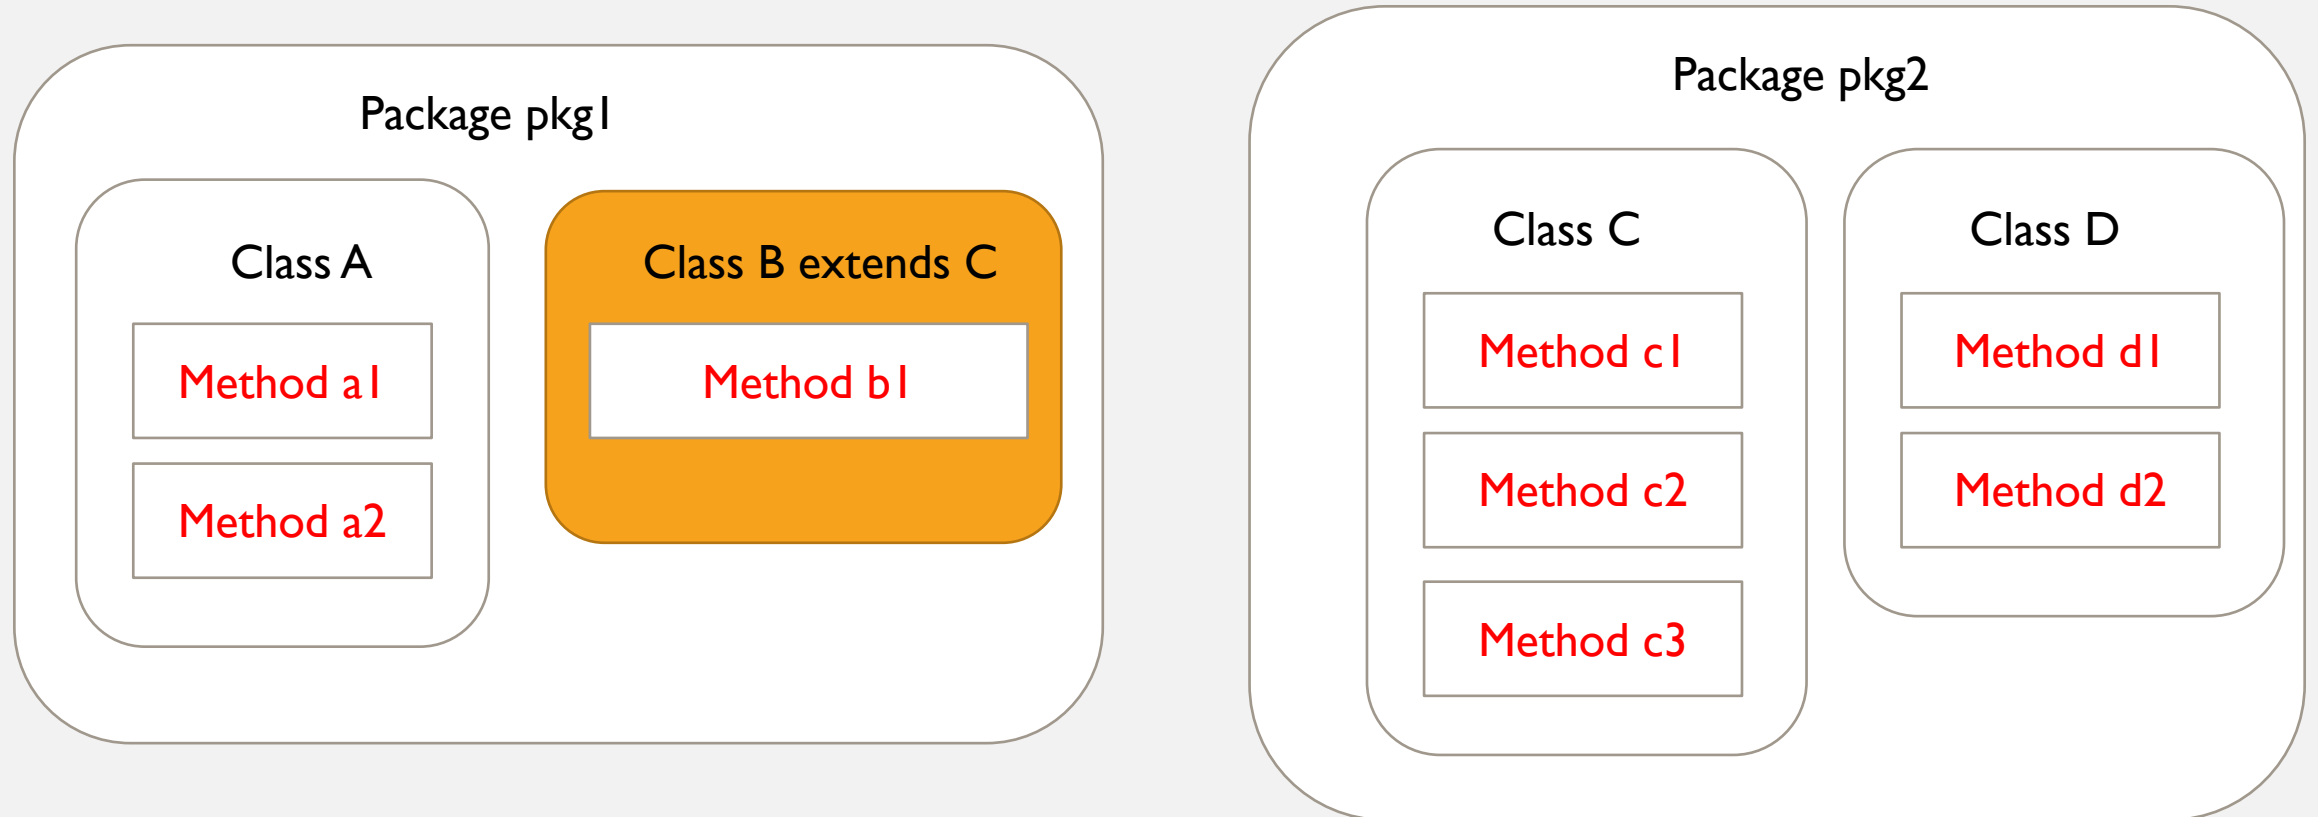 Package pkg1
Class A
Method a1
Method a2
Class B extends C
Method b1
Package pkg2
Class C
Method c1
Method c2
Method c3
Class D
Method d1
Method d2